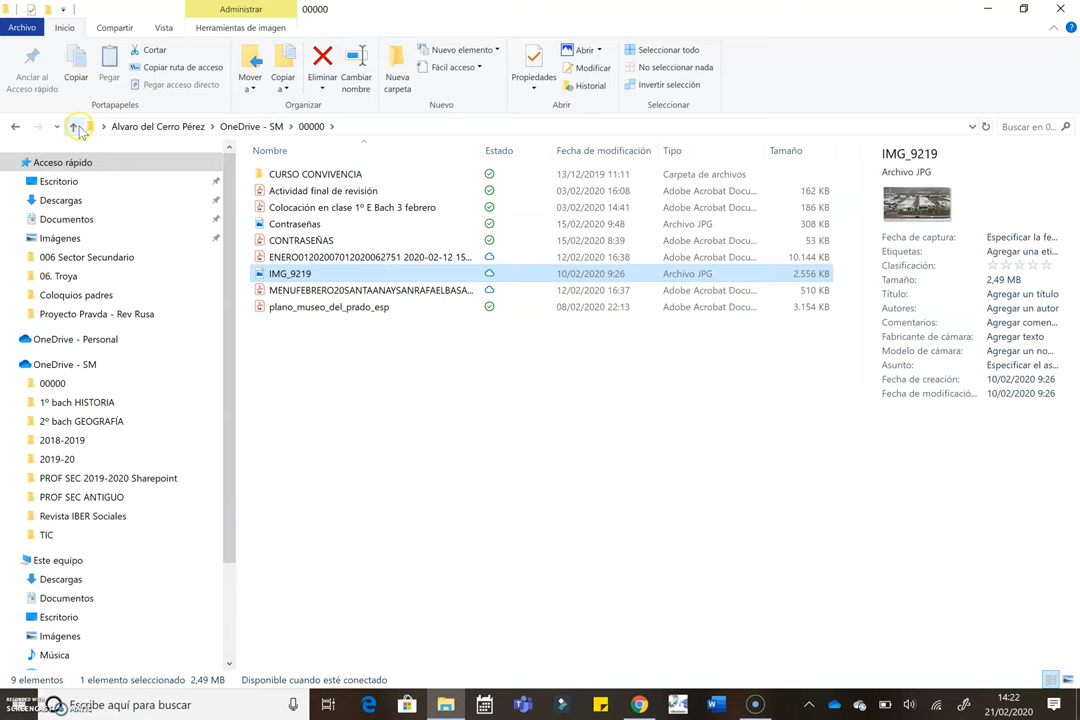 Administrar
00000
Archivo
Inicio
Compartir
Vista
Herramientas de imagen
Anclar al
Acceso rápido
Copiar
Pegar
Cortar
Copiar ruta de acceso
Pegar acceso directo
Portapapeles
Mover
a
Copiar
a
Eliminar
Cambiar
nombre
Organizar
Nueva
carpeta
Nuevo elemento
Fácil acceso
Nuevo
Propiedades
Abrir
Modificar
Historial
Abrir
Seleccionar todo
No seleccionar nada
Invertir selección
Seleccionar
Alvaro del Cerro Pérez > OneDrive - SM > 00000 >
Buscar en 0...
Acceso rápido
Escritorio
Descargas
Documentos
Imágenes
006 Sector Secundario
06. Troya
Coloquios padres
Proyecto Pravda - Rev Rusa
OneDrive - Personal
OneDrive - SM
00000
1º bach HISTORIA
2º bach GEOGRAFÍA
2018-2019
2019-20
PROF SEC 2019-2020 Sharepoint
PROF SEC ANTIGUO
Revista IBER Sociales
TIC
Este equipo
Descargas
Documentos
Escritorio
Imágenes
Música
Nombre Estado Fecha de modificación Tipo Tamaño
CURSO CONVIVENCIA 13/12/2019 11:11 Carpeta de archivos
Actividad final de revisión 03/02/2020 16:08 Adobe Acrobat Docu... 162 KB
Colocación en clase 1º E Bach 3 febrero 03/02/2020 14:41 Adobe Acrobat Docu... 186 KB
Contraseñas 15/02/2020 9:48 Archivo JPG 308 KB
CONTRASEÑAS 15/02/2020 8:39 Adobe Acrobat Docu... 53 KB
ENERO012020070120200627​51 2020-02-12 15... 12/02/2020 16:38 Adobe Acrobat Docu... 10.144 KB
IMG_9219 10/02/2020 9:26 Archivo JPG 2.556 KB
MENUFEBRERO20SANTAANAYSANRAFAELBASA... 12/02/2020 16:37 Adobe Acrobat Docu... 510 KB
plano_museo_del_prado_esp 08/02/2020 22:13 Adobe Acrobat Docu... 3.154 KB
IMG_9219
Archivo JPG
Fecha de captura: Especificar la fe...
Etiquetas: Agregar una eti...
Clasificación:
Tamaño: 2,49 MB
Título: Agregar un título
Autores: Agregar un autor
Comentarios: Agregar comen...
Fabricante de cámara: Agregar texto
Modelo de cámara: Agregar un no...
Asunto: Especificar el as...
Fecha de creación: 10/02/2020 9:26
Fecha de modificació... 10/02/2020 9:26
9 elementos 1 elemento seleccionado 2,49 MB Disponible cuando esté conectado
RECORDED WITH
SCREENCAST-O-MATIC
Escribe aquí para buscar
14:22
21/02/2020